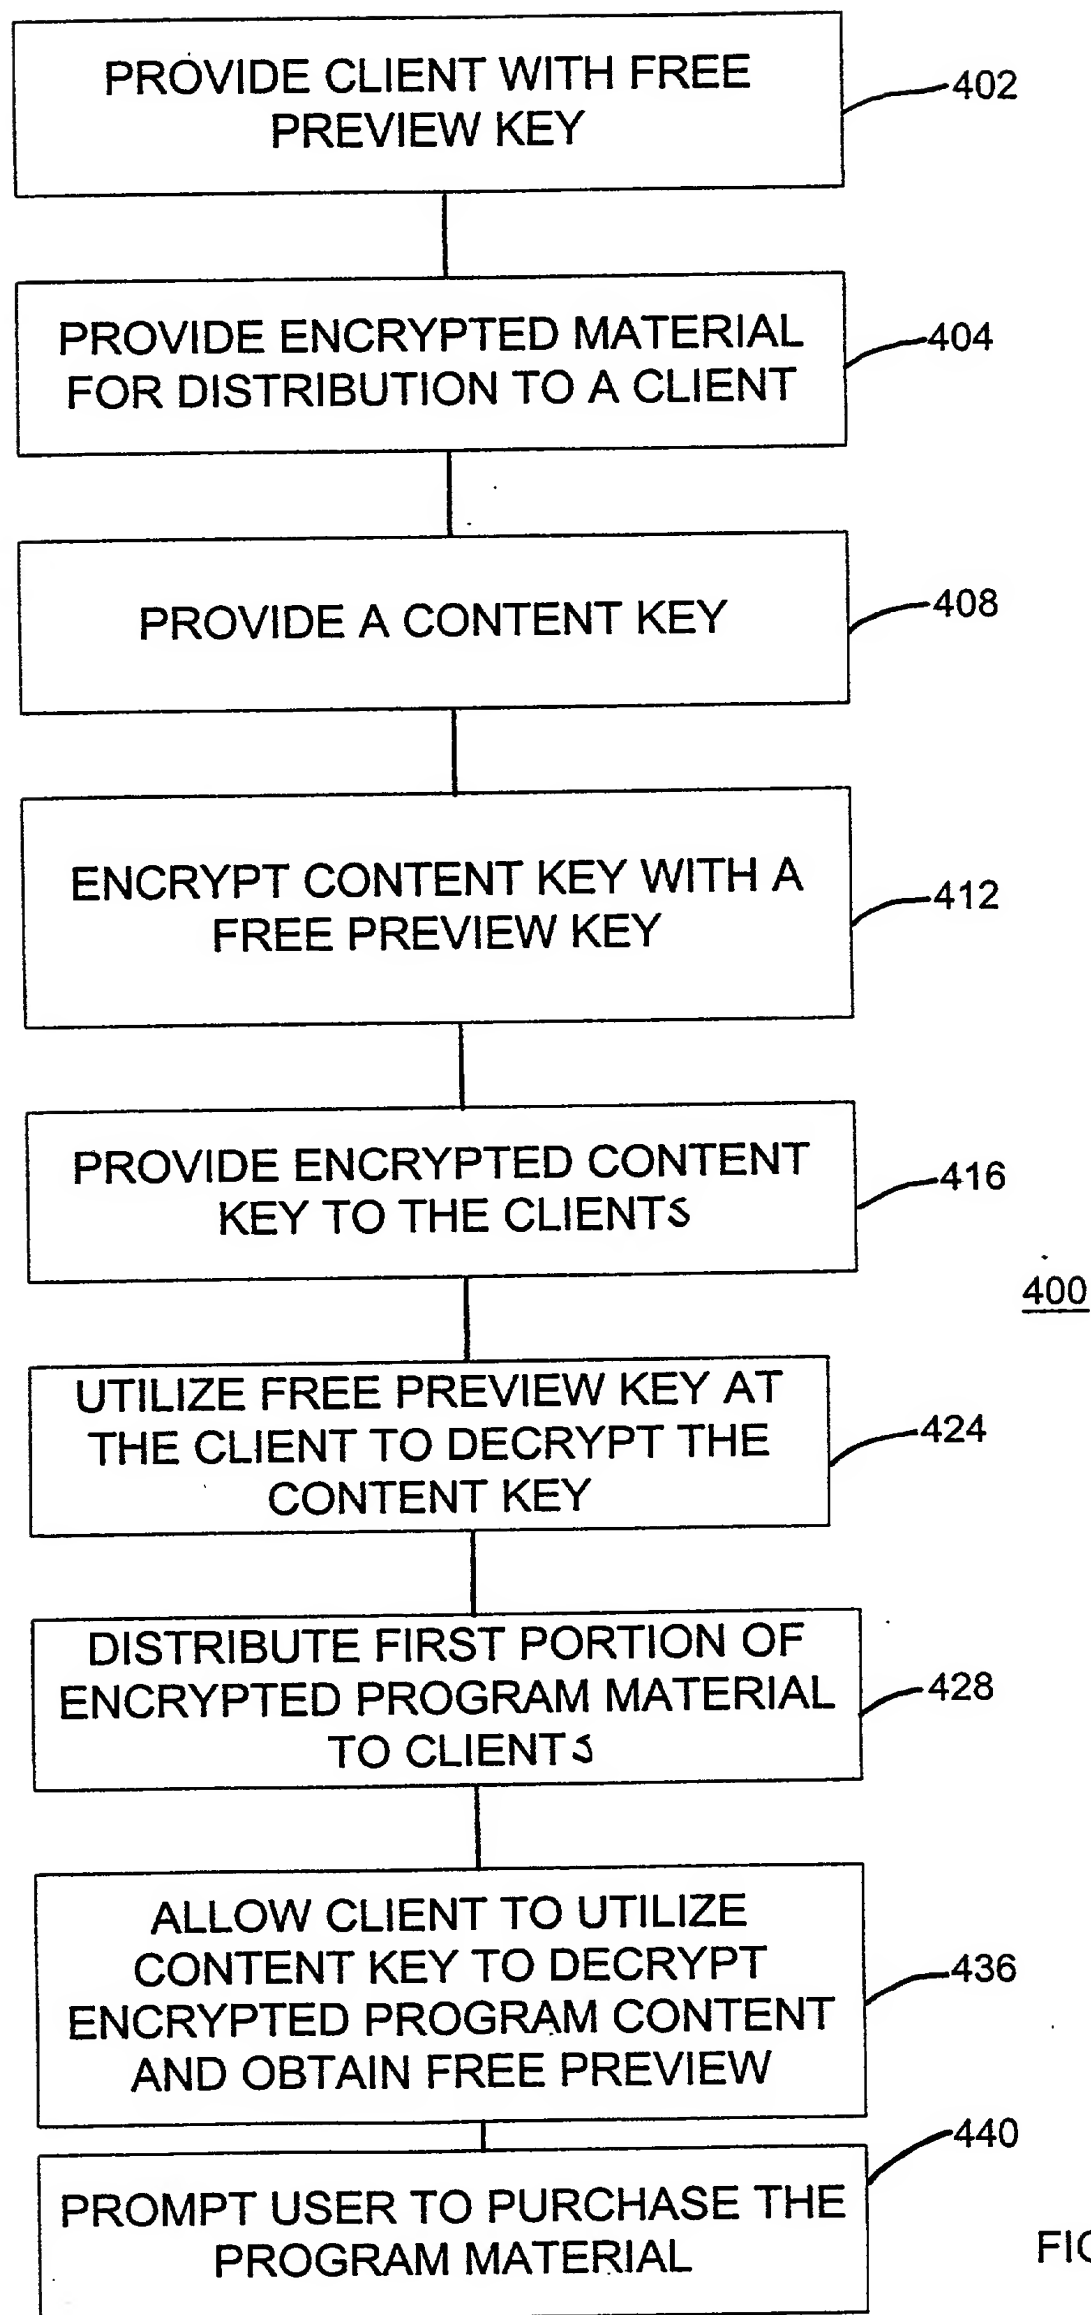 PROVIDE CLIENT WITH FREE
PREVIEW KEY
402
PROVIDE ENCRYPTED MATERIAL
FOR DISTRIBUTION TO A CLIENT
404
PROVIDE A CONTENT KEY
408
ENCRYPT CONTENT KEY WITH A
FREE PREVIEW KEY
412
PROVIDE ENCRYPTED CONTENT
KEY TO THE CLIENTS
416
400
UTILIZE FREE PREVIEW KEY AT
THE CLIENT TO DECRYPT THE
CONTENT KEY
424
DISTRIBUTE FIRST PORTION OF
ENCRYPTED PROGRAM MATERIAL
TO CLIENTS
428
ALLOW CLIENT TO UTILIZE
CONTENT KEY TO DECRYPT
ENCRYPTED PROGRAM CONTENT
AND OBTAIN FREE PREVIEW
436
440
PROMPT USER TO PURCHASE THE
PROGRAM MATERIAL